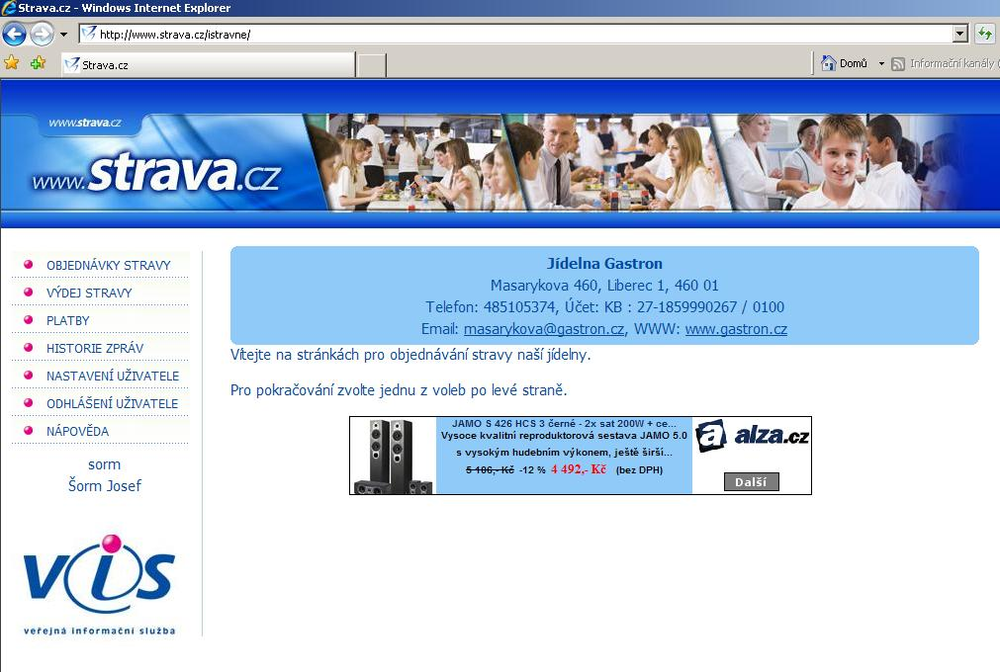 Strava.cz - Windows Internet Explorer
http://www.strava.cz/istravne/
Strava.cz
Domů
Informační kanály (
www.strava.cz
www.strava.cz
OBJEDNÁVKY STRAVY
VÝDEJ STRAVY
PLATBY
HISTORIE ZPRÁV
NASTAVENÍ UŽIVATELE
ODHLÁŠENÍ UŽIVATELE
NÁPOVĚDA
sorm
Šorm Josef
vis
veřejná informační služba
Jídelna Gastron
Masarykova 460, Liberec 1, 460 01
Telefon: 485105374, Účet: KB : 27-1859990267 / 0100
Email: masarykova@gastron.cz, WWW: www.gastron.cz
Vítejte na stránkách pro objednávání stravy naší jídelny.
Pro pokračování zvolte jednu z voleb po levé straně.
JAMO S 426 HCS 3 černé - 2x sat 200W + ce...
Vysoce kvalitní reproduktorová sestava JAMO 5.0
s vysokým hudebním výkonem, ještě širší...
5 106,- Kč -12 % 4 492,- Kč (bez DPH)
a alza.cz
Další